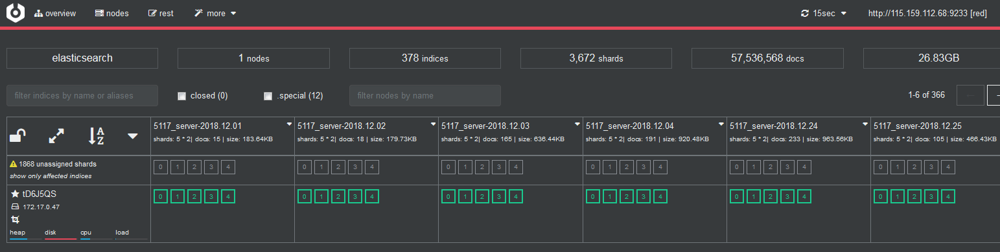 overview nodes rest more 15sec http://115.159.112.68:9233 [red]
elasticsearch 1 nodes 378 indices 3,672 shards 57,536,568 docs 26.83GB
filter indices by name or aliases closed (0) .special (12) filter nodes by name 1-6 of 366
5117_server-2018.12.01 5117_server-2018.12.02 5117_server-2018.12.03 5117_server-2018.12.04 5117_server-2018.12.24 5117_server-2018.12.25
shards: 5 * 2| docs: 15 | size: 183.64KB shards: 5 * 2| docs: 18 | size: 179.73KB shards: 5 * 2| docs: 165 | size: 636.44KB shards: 5 * 2| docs: 191 | size: 920.48KB shards: 5 * 2| docs: 233 | size: 963.56KB shards: 5 * 2| docs: 105 | size: 466.43KB
1868 unassigned shards 0 1 2 3 4 0 1 2 3 4 0 1 2 3 4 0 1 2 3 4 0 1 2 3 4 0 1 2 3 4
show only affected indices
tD6J5QS 0 1 2 3 4 0 1 2 3 4 0 1 2 3 4 0 1 2 3 4 0 1 2 3 4 0 1 2 3 4
172.17.0.47
heap disk cpu load